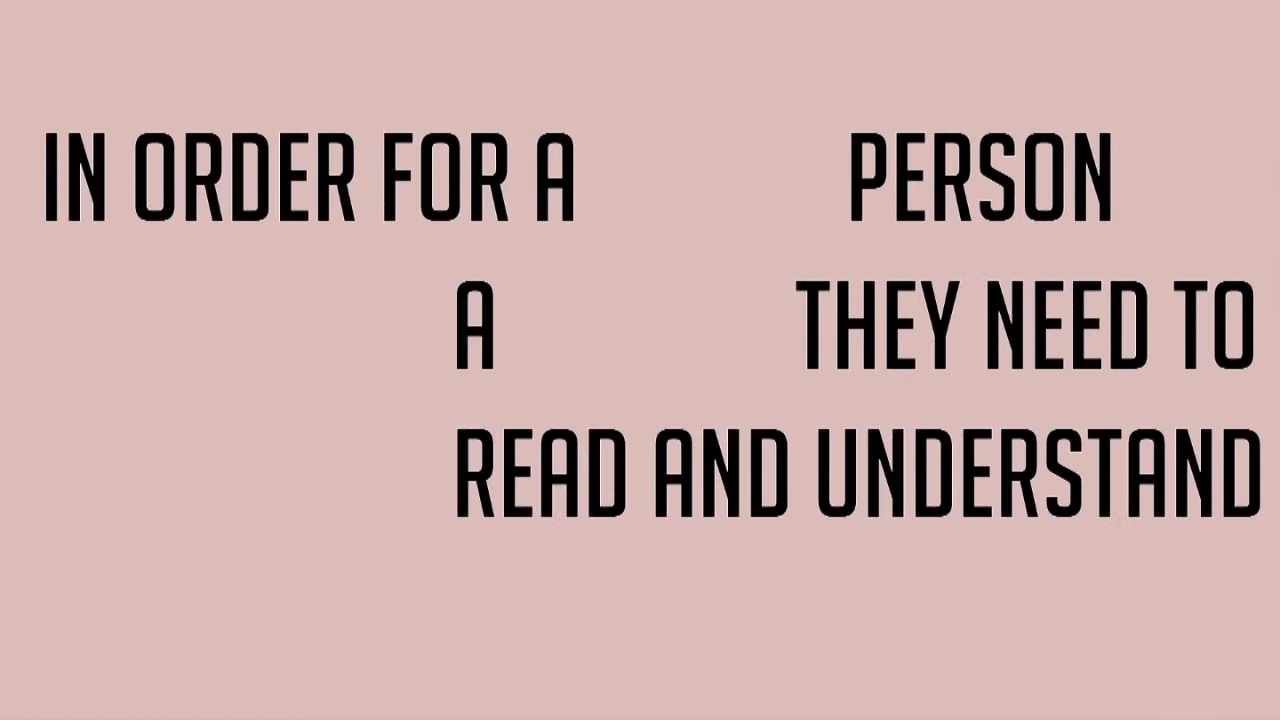 IN ORDER FOR A PERSON
A THEY NEED TO
READ AND UNDERSTAND